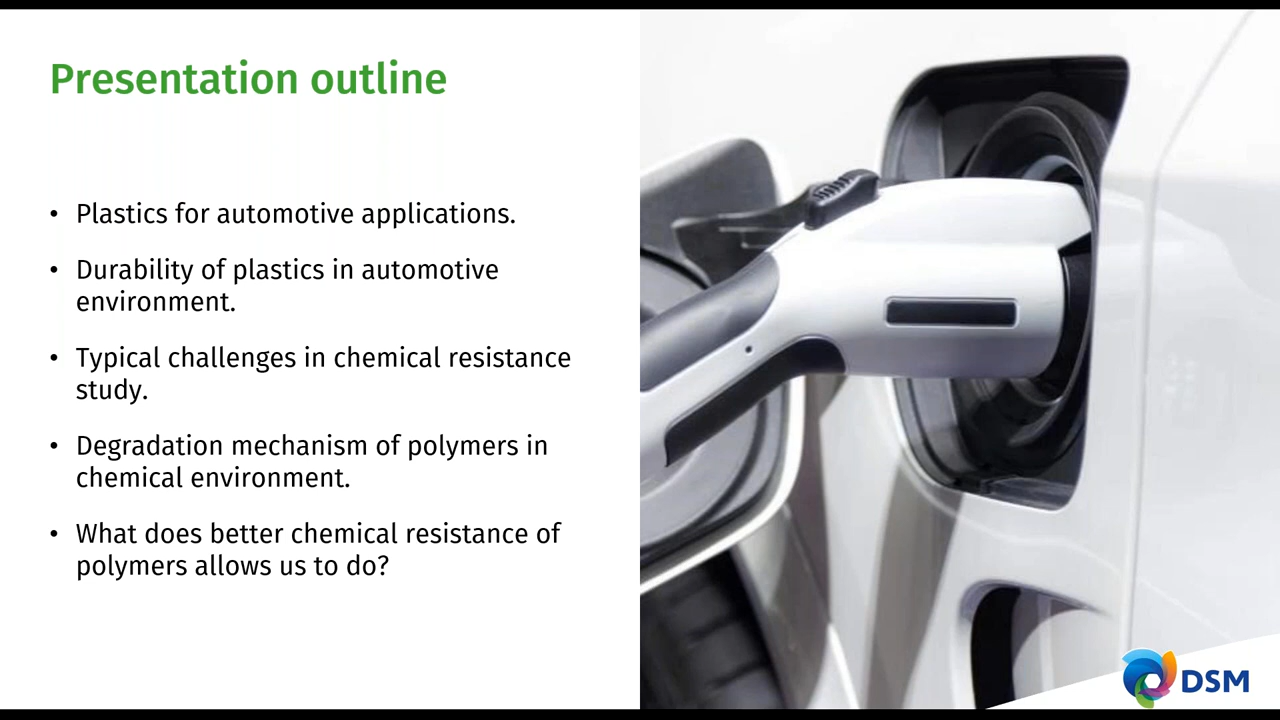 Presentation outline
• Plastics for automotive applications.
• Durability of plastics in automotive
environment.
• Typical challenges in chemical resistance
study.
• Degradation mechanism of polymers in
chemical environment.
• What does better chemical resistance of
polymers allows us to do?
DSM